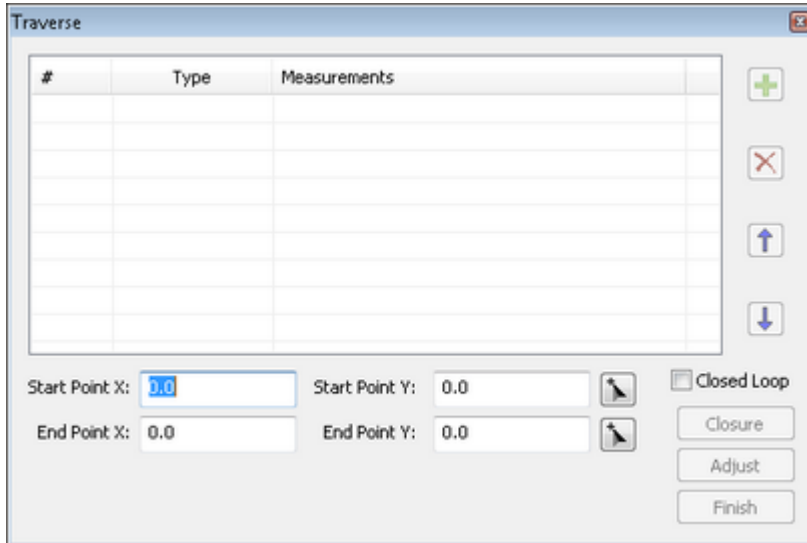 Traverse
# Type Measurements
Start Point X: 0.0 Start Point Y: 0.0 Closed Loop
End Point X: 0.0 End Point Y: 0.0 Closure
Adjust
Finish